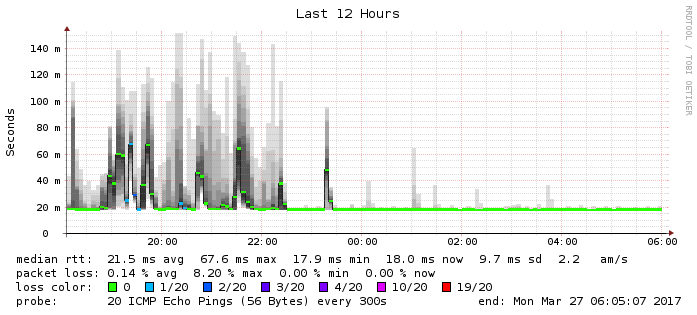 Last 12 Hours
RRDTOOL / TOBI OETIKER
Seconds
140 m
120 m
100 m
80 m
60 m
40 m
20 m
0
20:00 22:00 00:00 02:00 04:00 06:00
median rtt: 21.5 ms avg 67.6 ms max 17.9 ms min 18.0 ms now 9.7 ms sd 2.2 am/s
packet loss: 0.14 % avg 8.20 % max 0.00 % min 0.00 % now
loss color: 0 1/20 2/20 3/20 4/20 10/20 19/20
probe: 20 ICMP Echo Pings (56 Bytes) every 300s end: Mon Mar 27 06:05:07 2017